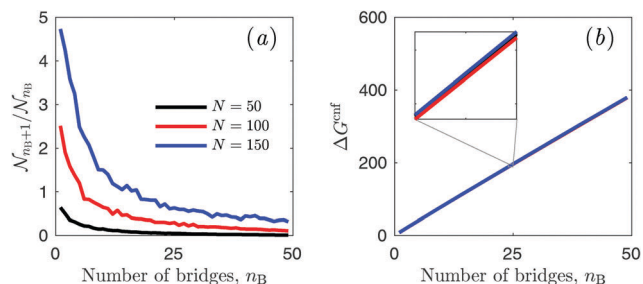 (a)
5
4
3
2
1
0
𝒩_{n_B+1}/𝒩_{n_B}
N = 50
N = 100
N = 150
0 25 50
Number of bridges, n_B
(b)
600
400
200
0
ΔG^{cnf}
0 25 50
Number of bridges, n_B